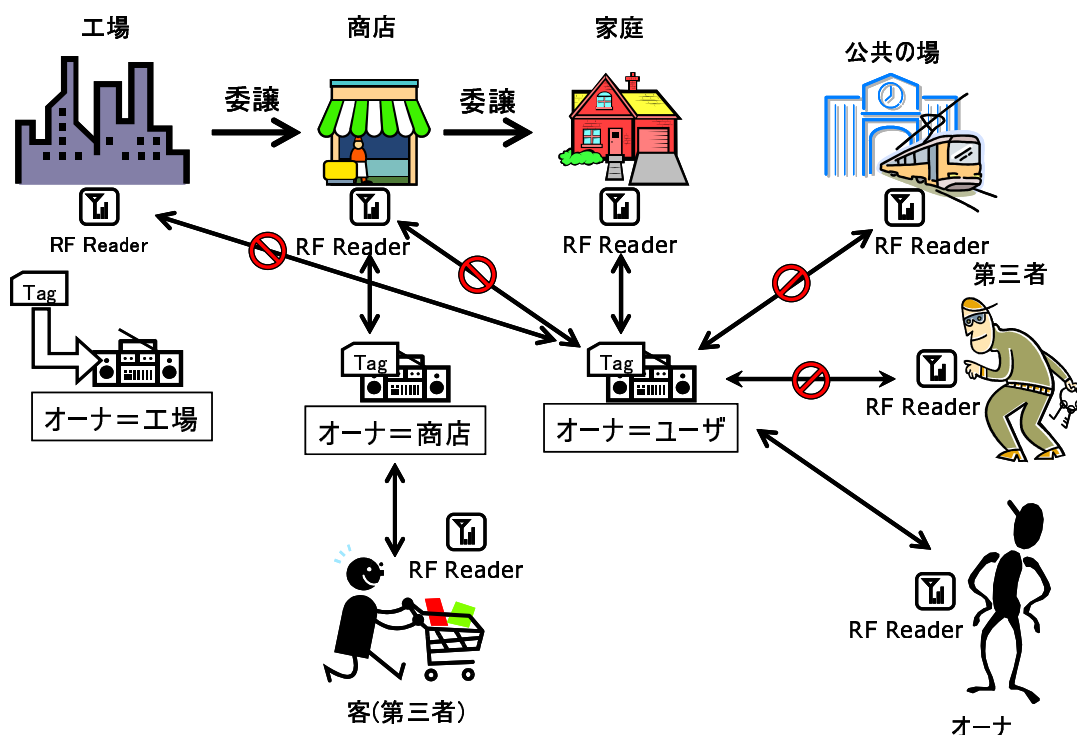 工場
商店
家庭
公共の場
委譲
委譲
RF Reader
RF Reader
RF Reader
RF Reader
第三者
Tag
Tag
Tag
RF Reader
オーナ＝工場
オーナ＝商店
オーナ＝ユーザ
RF Reader
RF Reader
客(第三者)
オーナ